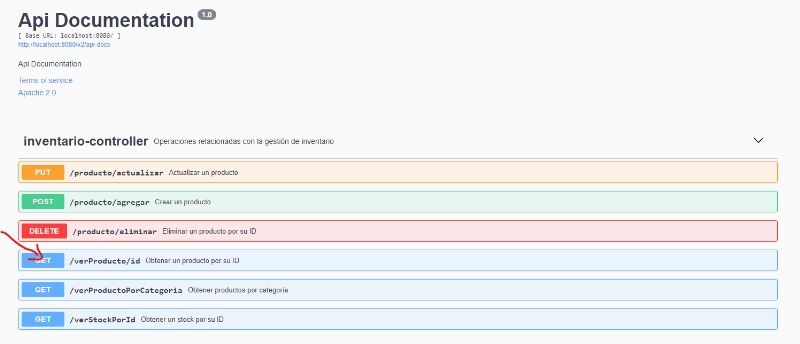 Api Documentation 1.0
[ Base URL: localhost:8080/ ]
http://localhost:8080/v2/api-docs
Api Documentation
Terms of service
Apache 2.0
inventario-controller Operaciones relacionadas con la gestión de inventario
PUT /producto/actualizar Actualizar un producto
POST /producto/agregar Crear un producto
DELETE /producto/eliminar Eliminar un producto por su ID
GET /verProducto/id Obtener un producto por su ID
GET /verProductoPorCategoria Obtener productos por categoría
GET /verStockPorId Obtener un stock por su ID